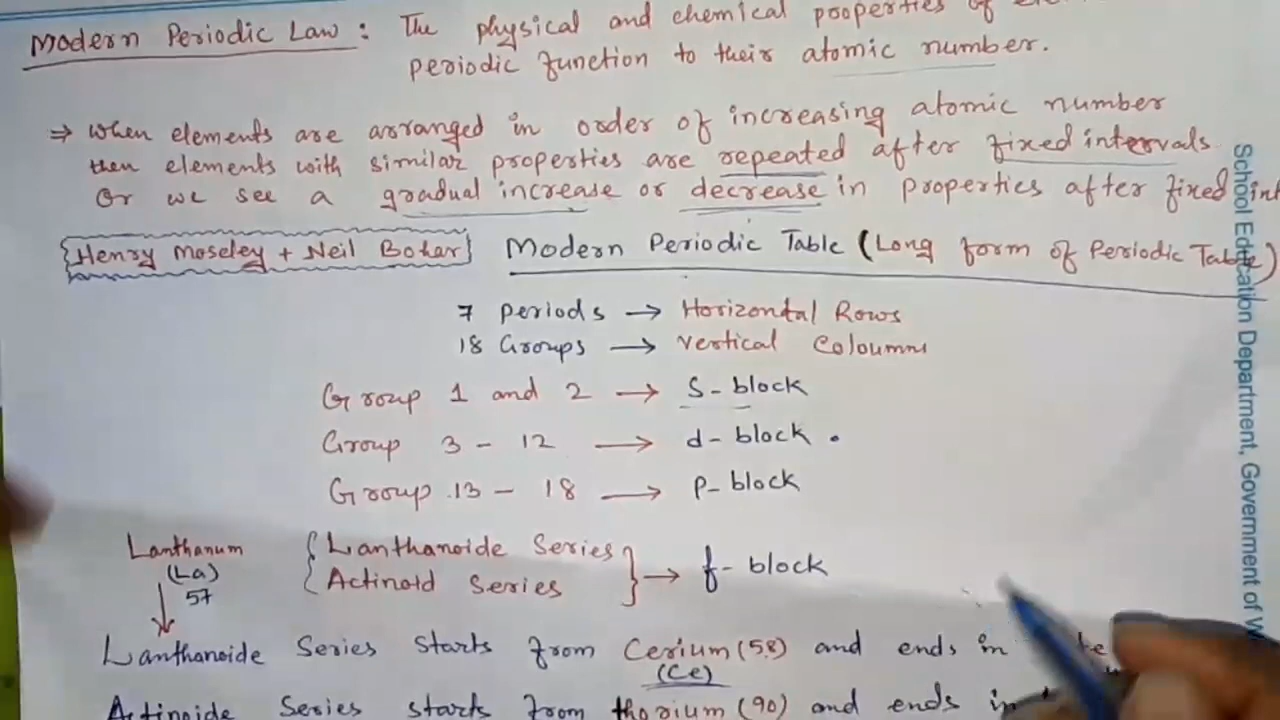 Modern Periodic Law : The physical and chemical properties of
periodic function to their atomic number.
⇒ When elements are arranged in order of increasing atomic number
then elements with similar properties are repeated after fixed intervals.
Or we see a gradual increase or decrease in properties after fixed int
{Henry Moseley + Neil Bohar} Modern Periodic Table (Long form of Periodic Table)
7 Periods → Horizontal Rows
18 Groups → Vertical Coloumns
Group 1 and 2 → S-block
Group 3 - 12 → d-block .
Group 13 - 18 → p-block
Lanthanum
(La)
57
{Lanthanoide Series
Actinoid Series} → f-block
Lanthanoide Series starts from Cerium (58) and ends in
(Ce)
Actinoide Series starts from thorium (90) and ends in
School Education Department, Government of W